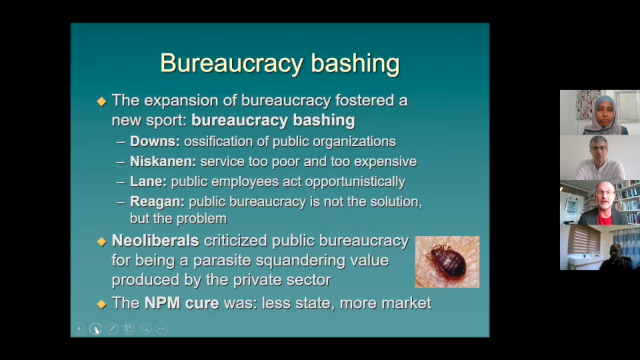 Bureaucracy bashing
The expansion of bureaucracy fostered a
new sport: bureaucracy bashing
– Downs: ossification of public organizations
– Niskanen: service too poor and too expensive
– Lane: public employees act opportunistically
– Reagan: public bureaucracy is not the solution,
but the problem
Neoliberals criticized public bureaucracy
for being a parasite squandering value
produced by the private sector
The NPM cure was: less state, more market